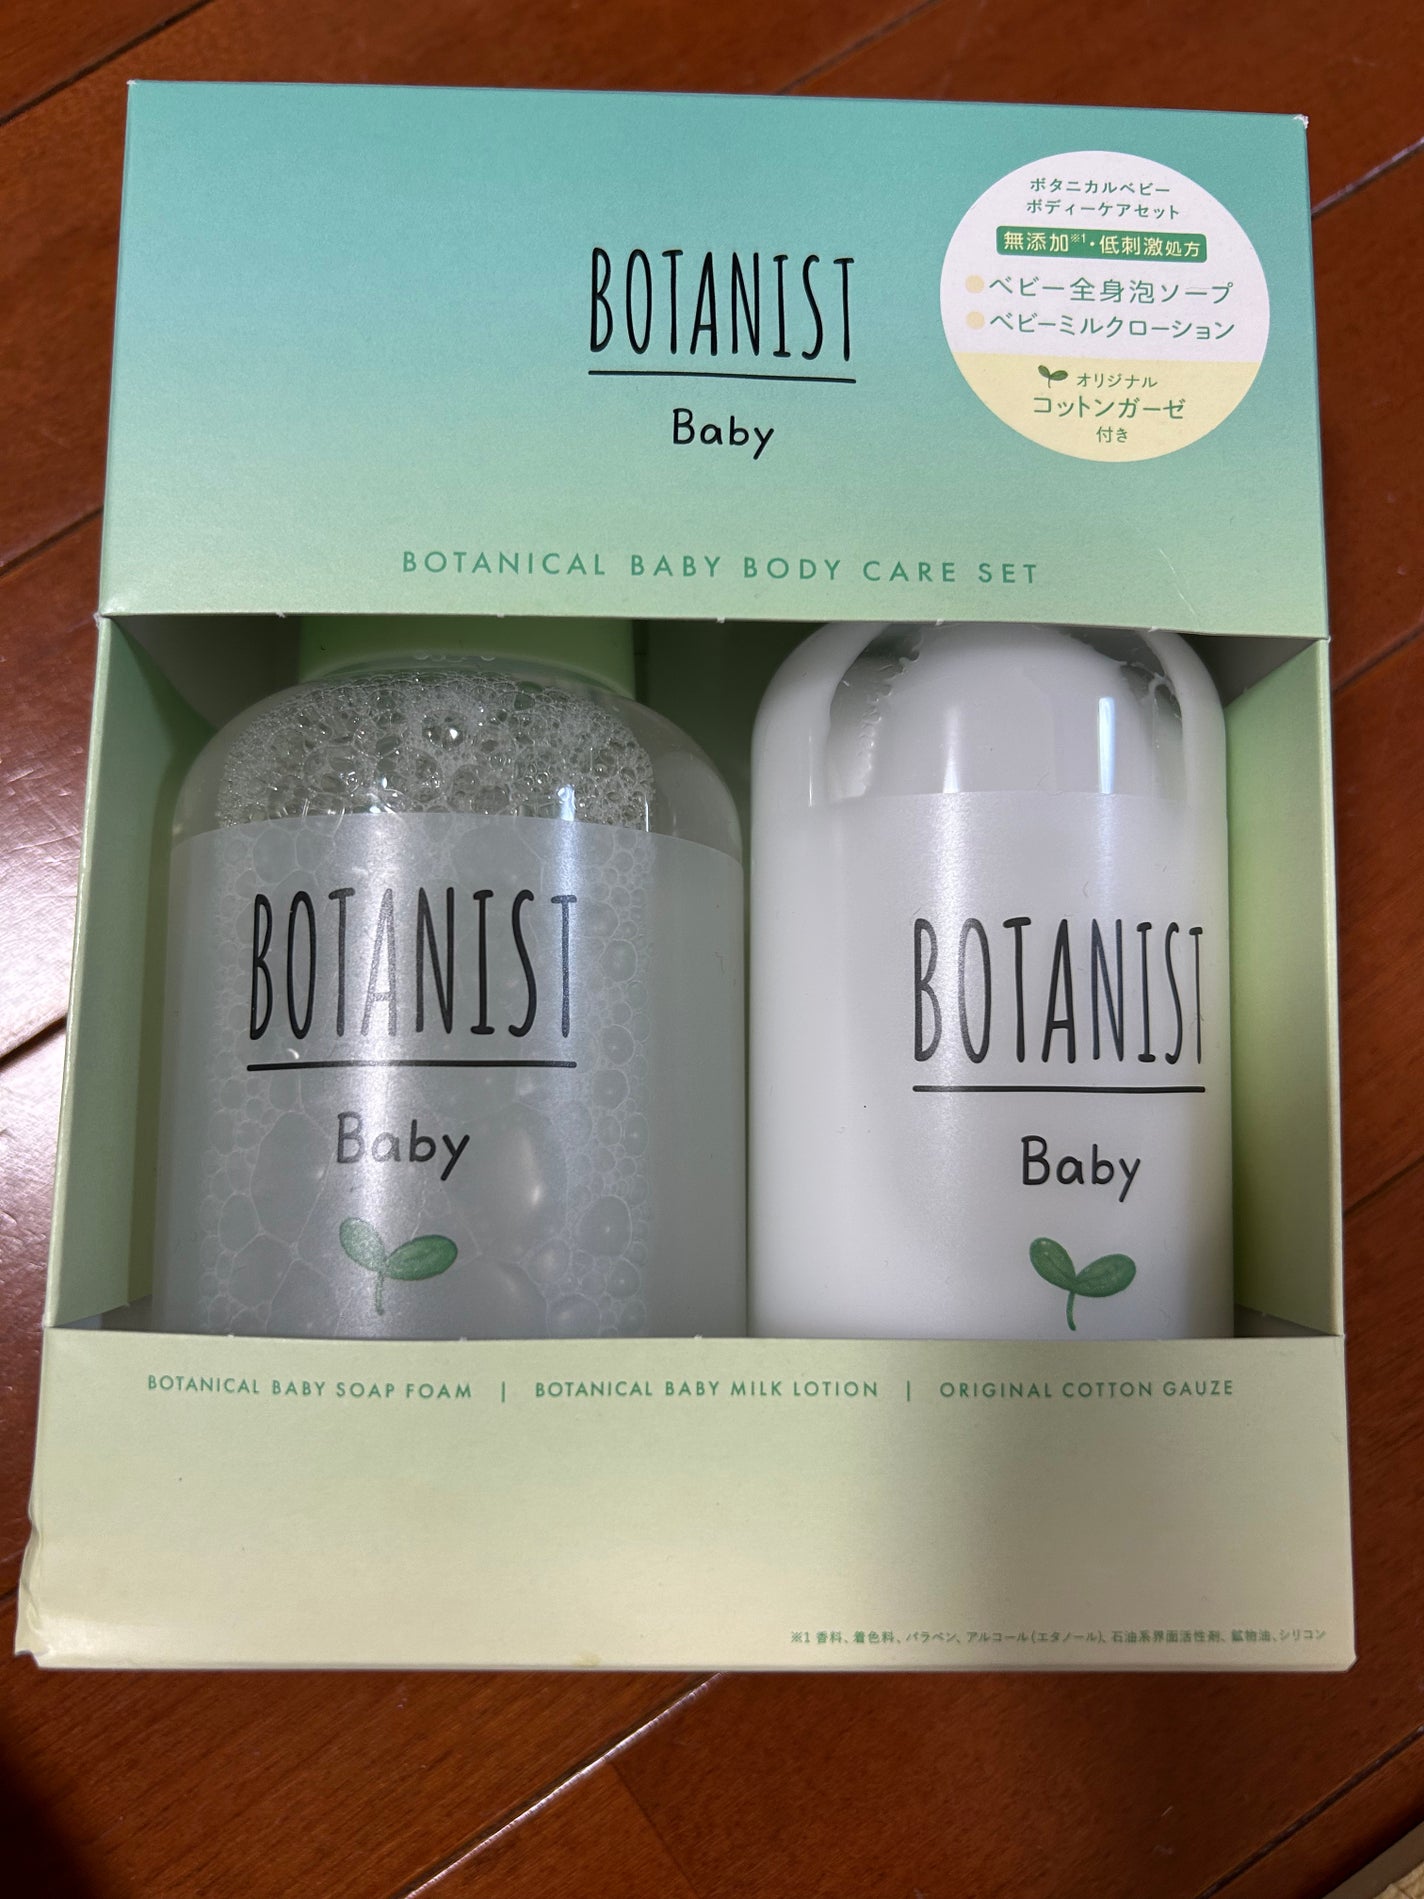 BOTANIST
Baby
BOTANICAL BABY BODY CARE SET
ボタニカルベビー
ボディーケアセット
無添加※1・低刺激処方
ベビー全身泡ソープ
ベビーミルクローション
オリジナル
コットンガーゼ
付き
BOTANIST
Baby
BOTANIST
Baby
BOTANICAL BABY SOAP FOAM | BOTANICAL BABY MILK LOTION | ORIGINAL COTTON GAUZE
※1 香料、着色料、パラベン、アルコール(エタノール)、石油系界面活性剤、鉱物油、シリコン